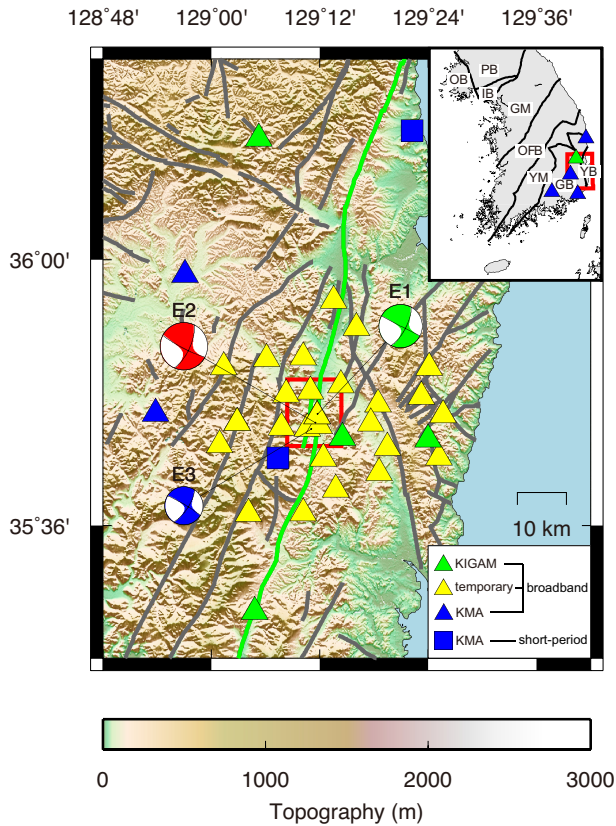 128°48' 129°00' 129°12' 129°24' 129°36'
OB
PB
IB
GM
OFB
YM
GB
YB
36°00'
E1
E2
E3
35°36'
10 km
KIGAM
temporary
broadband
KMA
KMA
short-period
0 1000 2000 3000
Topography (m)